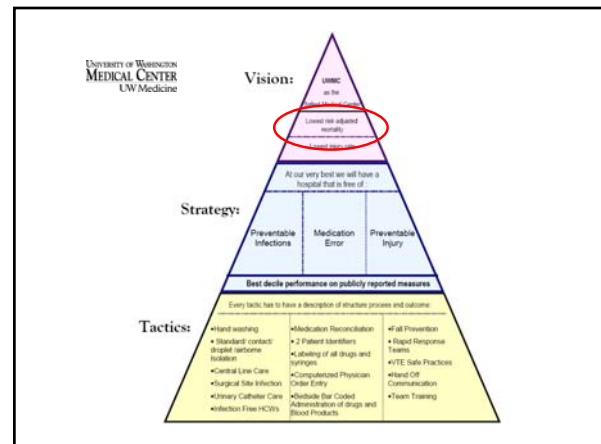 UNIVERSITY OF WASHINGTON
MEDICAL CENTER
UW Medicine
Vision:
UWMC
as the
Medical Center
Lowest risk adjusted
mortality
Lowest injury rate
At our very best we will have a
hospital that is free of
Strategy:
Preventable
Infections
Medication
Error
Preventable
Injury
Best decile performance on publicly reported measures
Every tactic has to have a description of structure process and outcome
Tactics:
•Hand washing
• Standard/ contact/
droplet /airborne
Isolation
•Central Line Care
•Surgical Site Infection
•Urinary Catheter Care
•Infection Free HCWs
•Medication Reconciliation
• 2 Patient Identifiers
•Labeling of all drugs and
syringes
•Computerized Physician
Order Entry
•Bedside Bar Coded
Administration of drugs and
Blood Products
•Fall Prevention
• Rapid Response
Teams
•VTE Safe Practices
•Hand Off
Communication
•Team Training